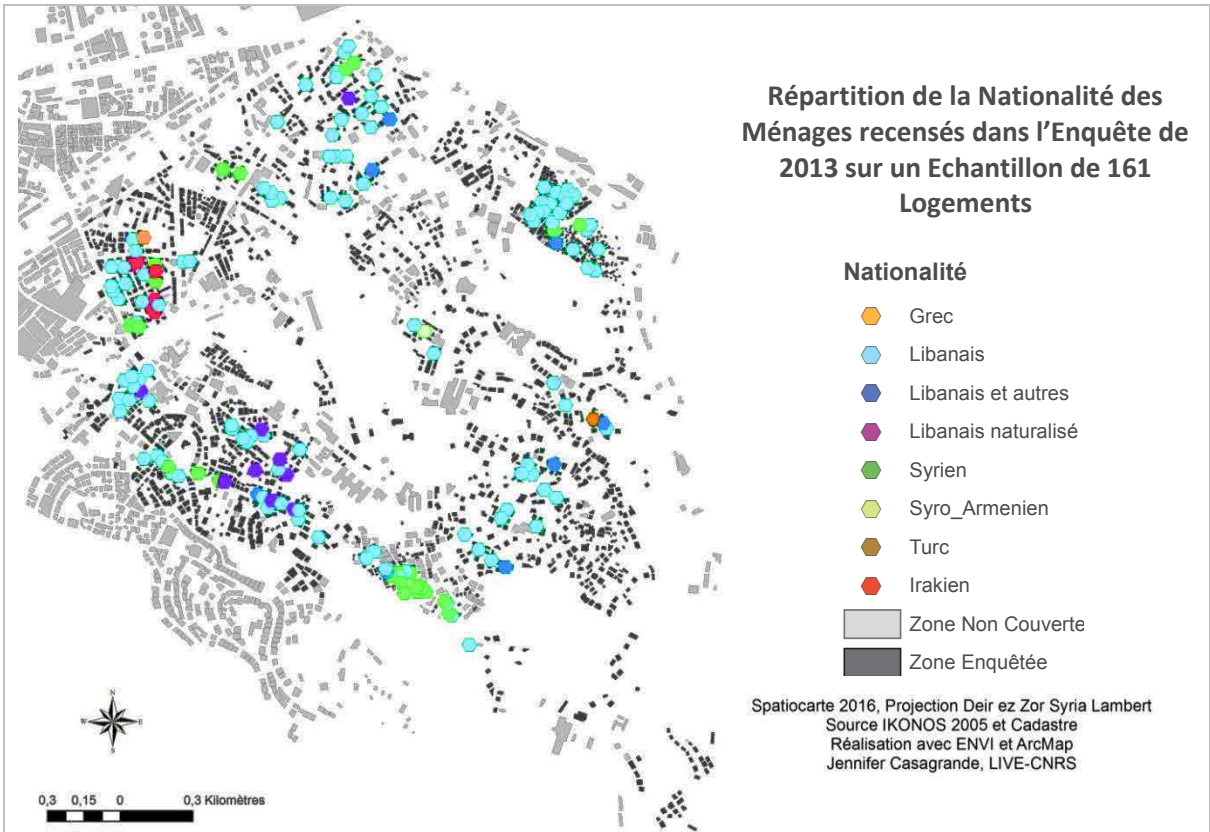 Répartition de la Nationalité des
Ménages recensés dans l’Enquête de
2013 sur un Echantillon de 161
Logements
Nationalité
Grec
Libanais
Libanais et autres
Libanais naturalisé
Syrien
Syro_Armenien
Turc
Irakien
Zone Non Couverte
Zone Enquêtée
Spatiocarte 2016, Projection Deir ez Zor Syria Lambert
Source IKONOS 2005 et Cadastre
Réalisation avec ENVI et ArcMap
Jennifer Casagrande, LIVE-CNRS
N
W E
S
0,3 0,15 0 0,3 Kilomètres